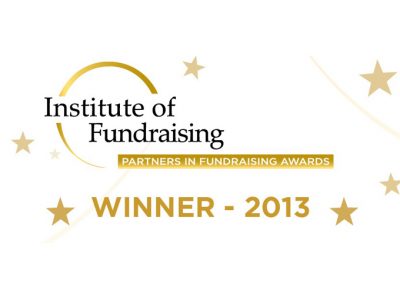 Institute of
Fundraising
PARTNERS IN FUNDRAISING AWARDS
WINNER - 2013